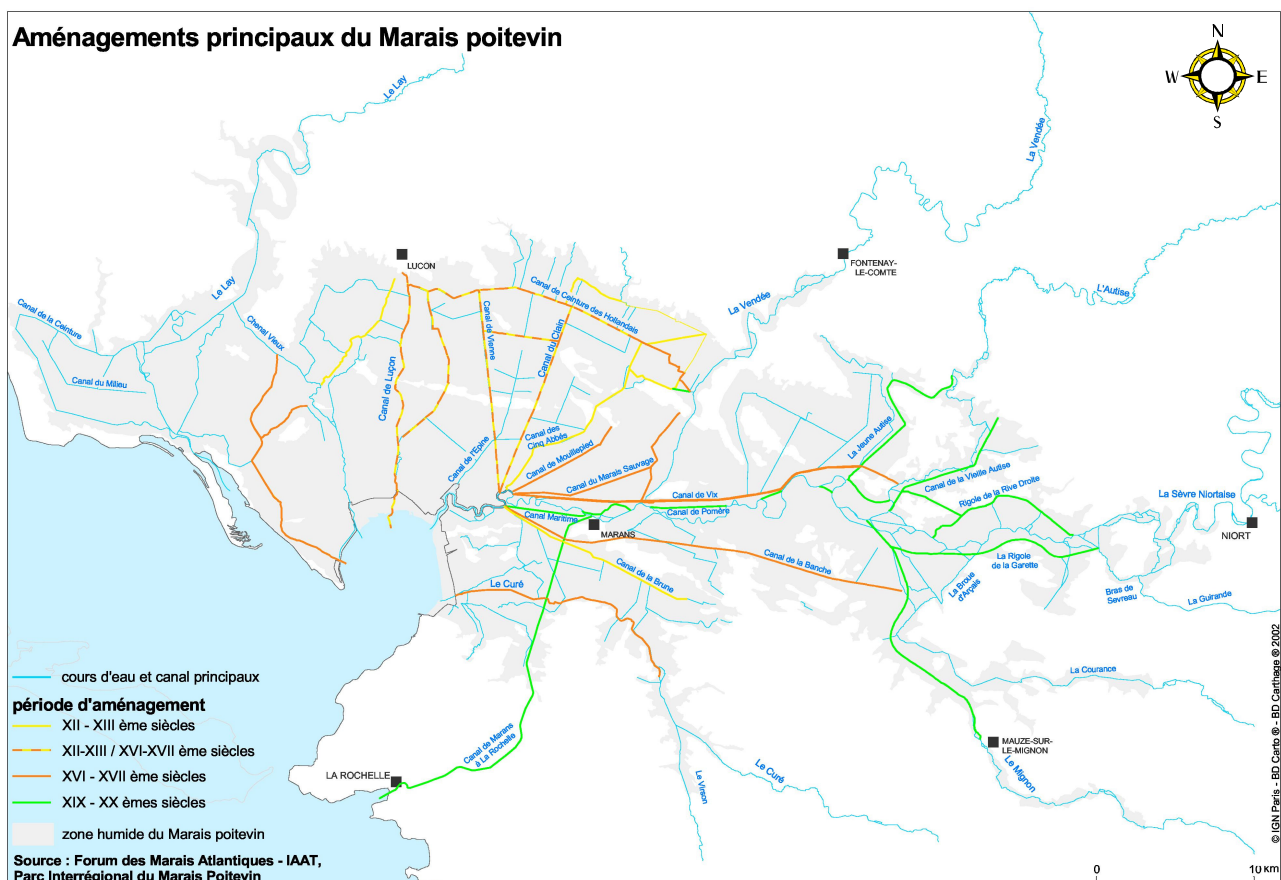 Aménagements principaux du Marais poitevin
N
W
E
S
Le Lay
La Vendée
LUCON
FONTENAY-
LE-COMTE
Le Lay
L'Autise
Canal de la Ceinture
Chenal Vieux
Canal de Ceinture des Hollandais
La Vendée
Canal de Vienne
Canal du Clain
Canal du Milieu
Canal de Luçon
Canal des
Cinq Abbés
La Jeune Autise
Canal de l'Epine
Canal de Mouillepied
Canal du Marais Sauvage
Canal de la Vieille Autise
Rigole de la Rive Droite
Canal de Vix
Canal de Pomère
La Sèvre Niortaise
Canal Maritime
MARANS
NIORT
Canal de la Banche
La Rigole
de la Garette
Canal de la Brune
Le Curé
La Broue
d'Arçais
Bras de
Sevreau
La Guirande
La Courance
cours d'eau et canal principaux
période d'aménagement
XII - XIII ème siècles
XII-XIII / XVI-XVII ème siècles
XVI - XVII ème siècles
XIX - XX èmes siècles
zone humide du Marais poitevin
Canal de Marans
à La Rochelle
MAUZE-SUR-
LE-MIGNON
LA ROCHELLE
Le Virson
Le Curé
Le Mignon
Source : Forum des Marais Atlantiques - IAAT,
Parc Interrégional du Marais Poitevin
0
10 km
© IGN Paris - BD Carto ® - BD Carthage ® 2002